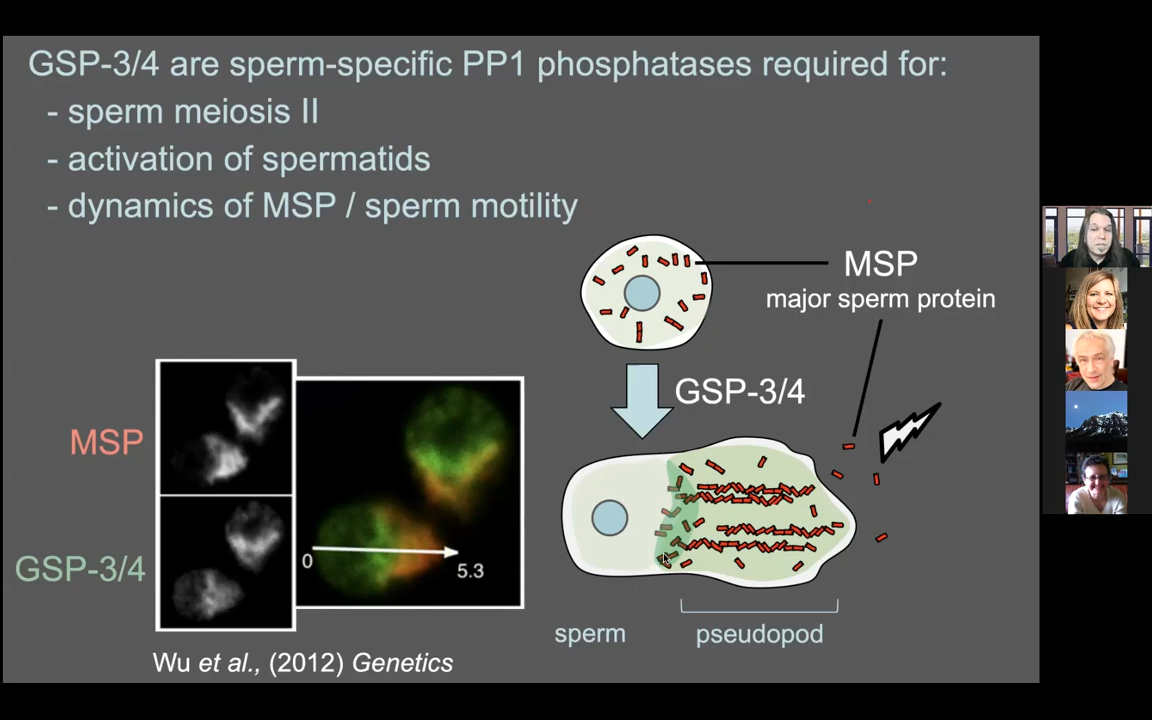 GSP-3/4 are sperm-specific PP1 phosphatases required for:
- sperm meiosis II
- activation of spermatids
- dynamics of MSP / sperm motility
MSP
major sperm protein
GSP-3/4
MSP
GSP-3/4
0
5.3
sperm
pseudopod
Wu et al., (2012) Genetics